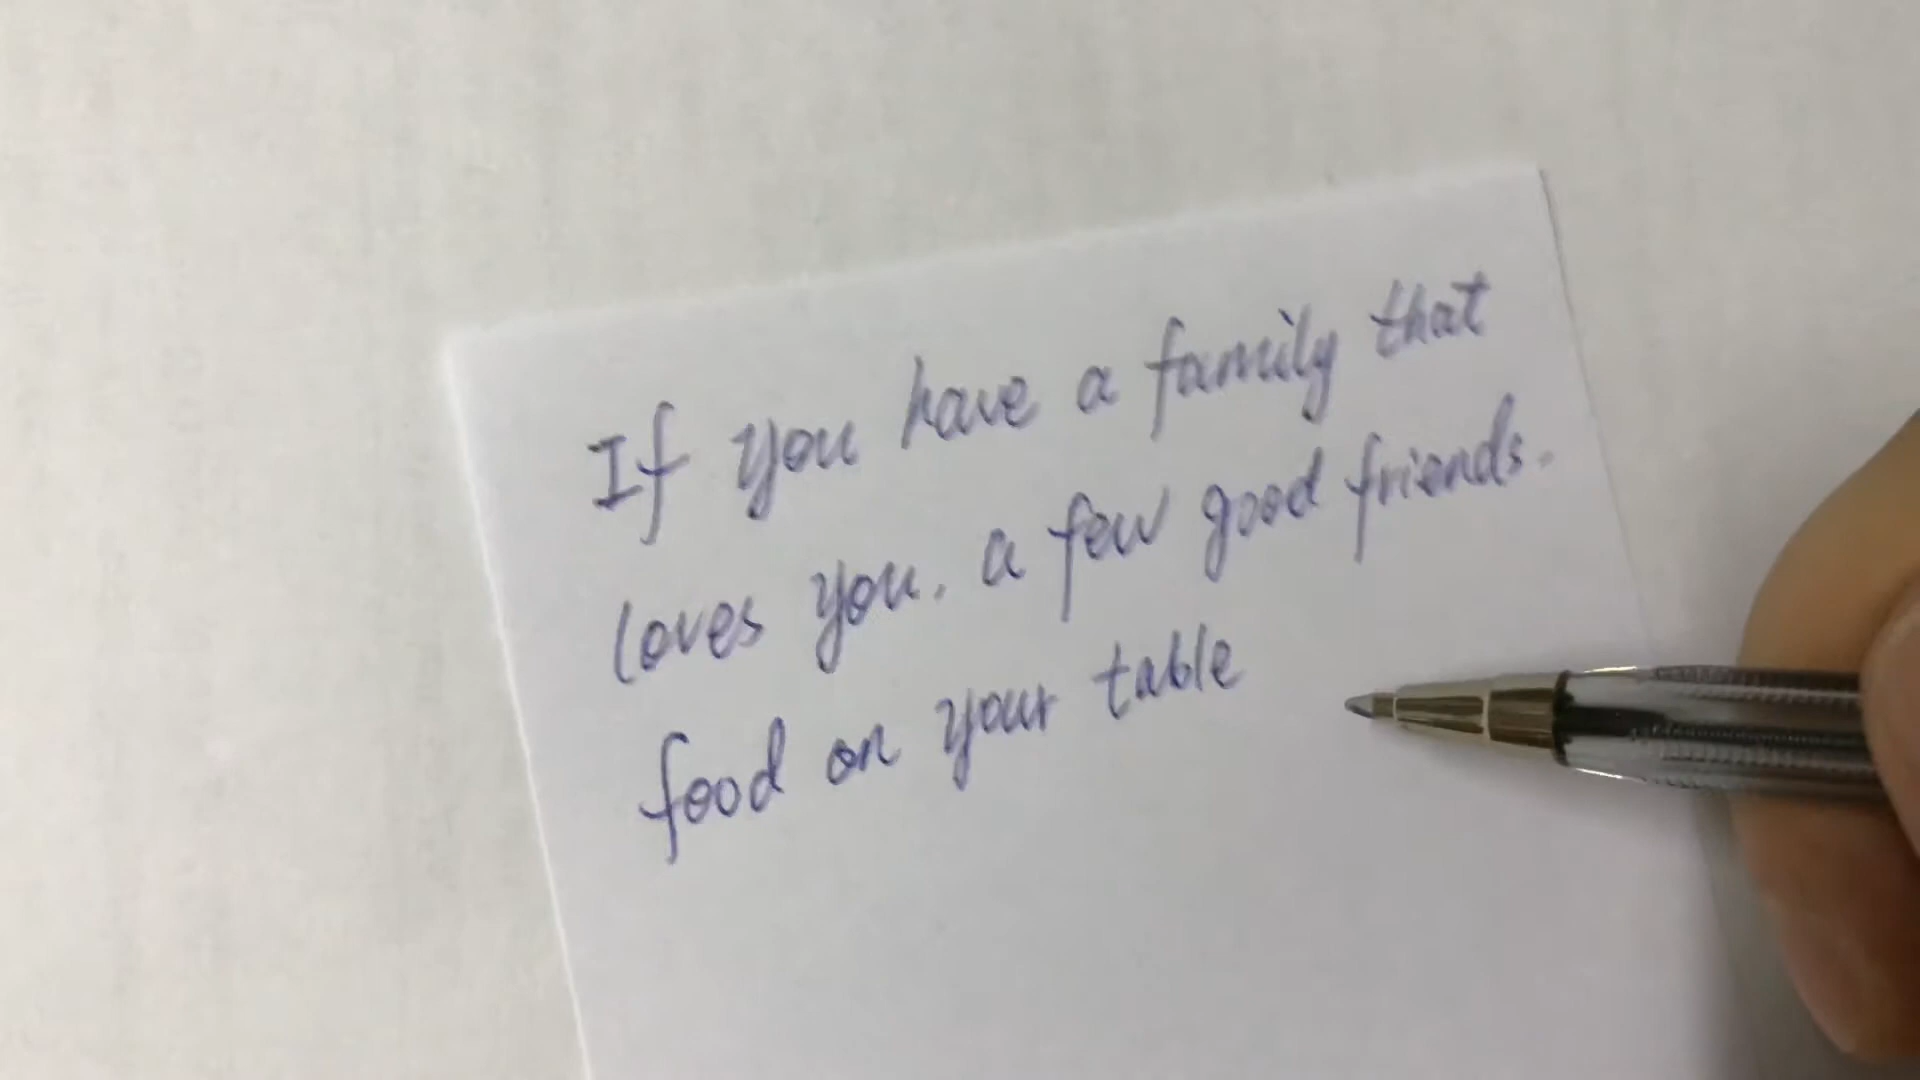 If you have a family that
loves you. a few good friends.
food on your table